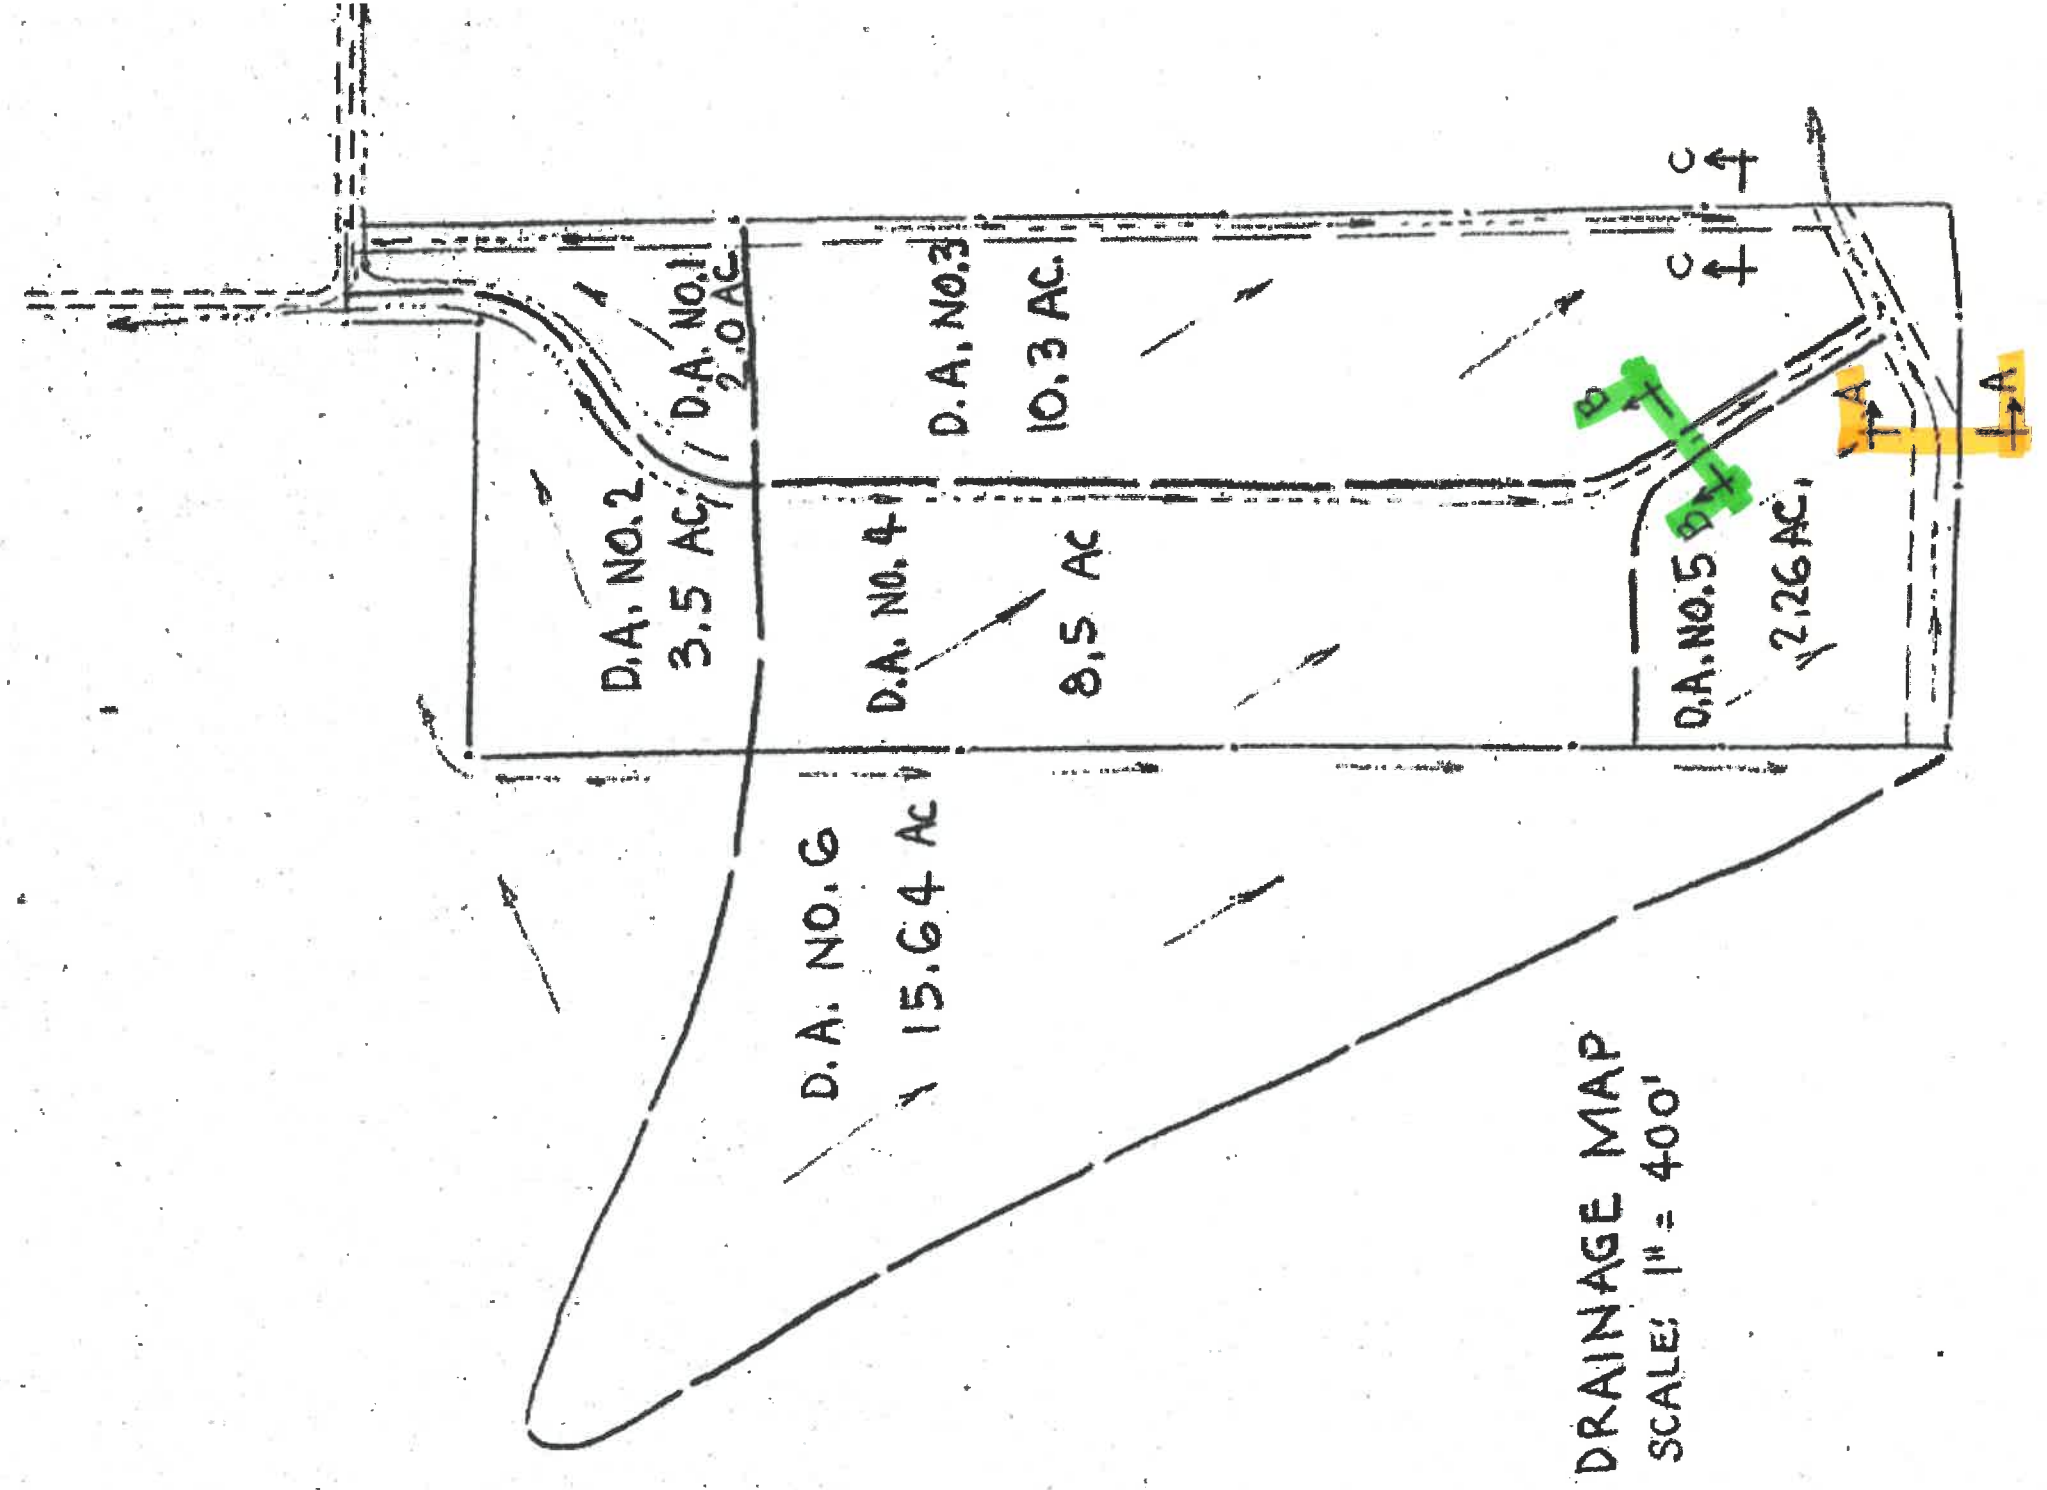 D.A. NO.1
2.0 AC.
D.A. NO.2
3.5 AC.
D.A. NO.3
10.3 AC.
D.A. NO. 4
8.5 AC
D.A. NO.5
2.26 AC.
D.A. NO.6
15.64 AC
C
C
B
B
A
A
DRAINAGE MAP
SCALE: 1" = 400'